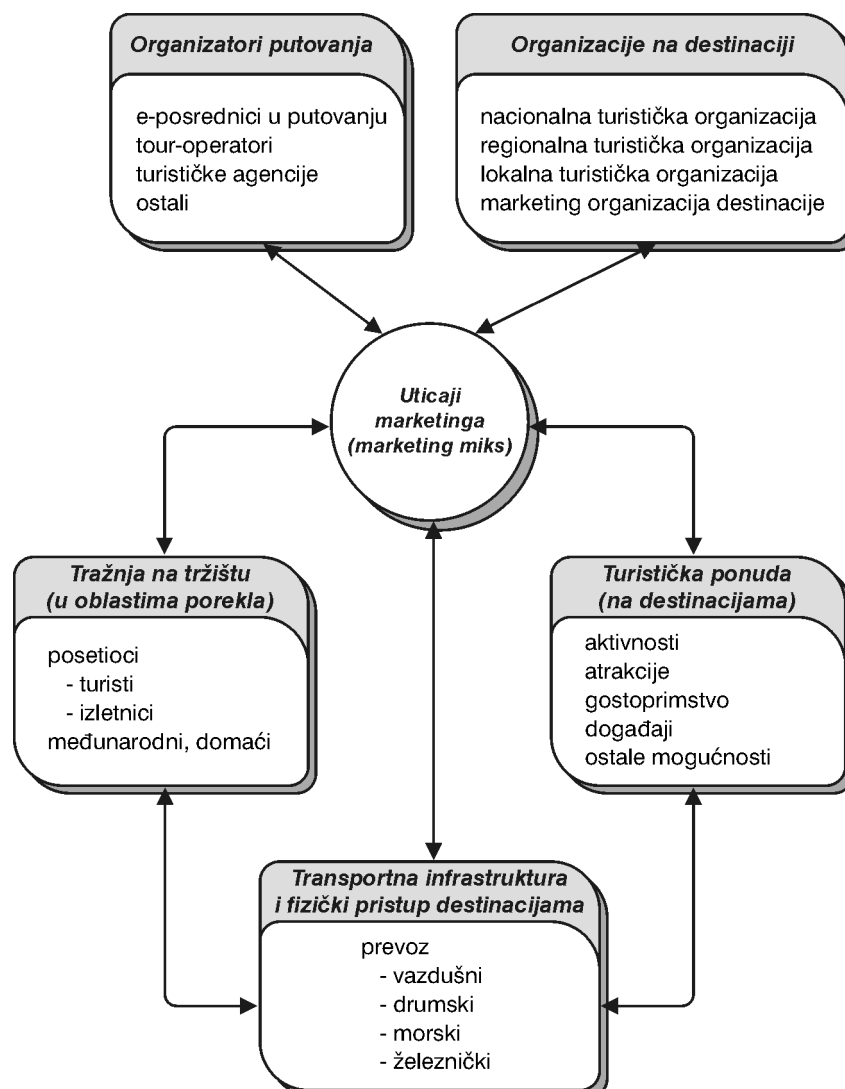 Organizatori putovanja
e-posrednici u putovanju
tour-operatori
turističke agencije
ostali
Organizacije na destinaciji
nacionalna turistička organizacija
regionalna turistička organizacija
lokalna turistička organizacija
marketing organizacija destinacije
Uticaji
marketinga
(marketing miks)
Tražnja na tržištu
(u oblastima porekla)
posetioci
- turisti
- izletnici
međunarodni, domaći
Turistička ponuda
(na destinacijama)
aktivnosti
atrakcije
gostoprimstvo
događaji
ostale mogućnosti
Transportna infrastruktura
i fizički pristup destinacijama
prevoz
- vazdušni
- drumski
- morski
- železnički